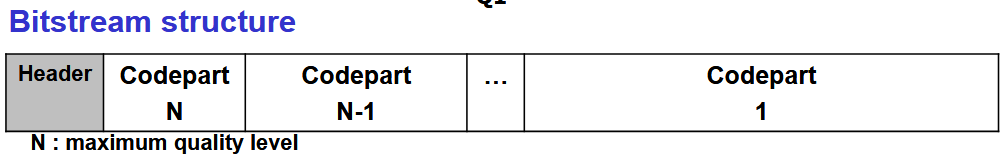 Bitstream structure
Header
Codepart
N
Codepart
N-1
...
Codepart
1
N : maximum quality level